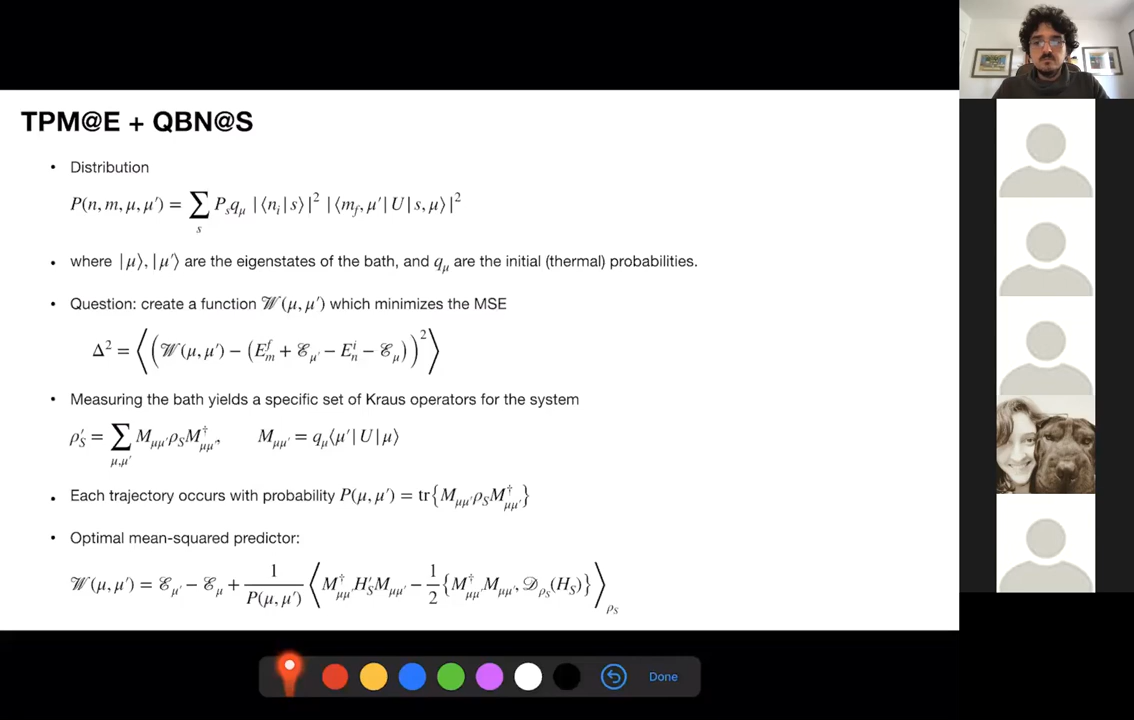 TPM@E + QBN@S
• Distribution
P(n, m, μ, μ′) = ∑_s P_s q_μ |⟨n_i|s⟩|² |⟨m_f, μ′|U|s, μ⟩|²
• where |μ⟩, |μ′⟩ are the eigenstates of the bath, and q_μ are the initial (thermal) probabilities.
• Question: create a function 𝒲(μ, μ′) which minimizes the MSE
Δ² = ⟨(𝒲(μ, μ′) − (E_m^f + ℰ_μ′ − E_n^i − ℰ_μ))²⟩
• Measuring the bath yields a specific set of Kraus operators for the system
ρ′_S = ∑_{μ,μ′} M_μμ′ ρ_S M†_μμ′, M_μμ′ = q_μ⟨μ′|U|μ⟩
• Each trajectory occurs with probability P(μ, μ′) = tr{M_μμ′ ρ_S M†_μμ′}
• Optimal mean-squared predictor:
𝒲(μ, μ′) = ℰ_μ′ − ℰ_μ + 1/P(μ, μ′) ⟨M†_μμ′ H′_S M_μμ′ − 1/2 {M†_μμ′ M_μμ′, 𝒟_ρS(H_S)}⟩_ρS
Done